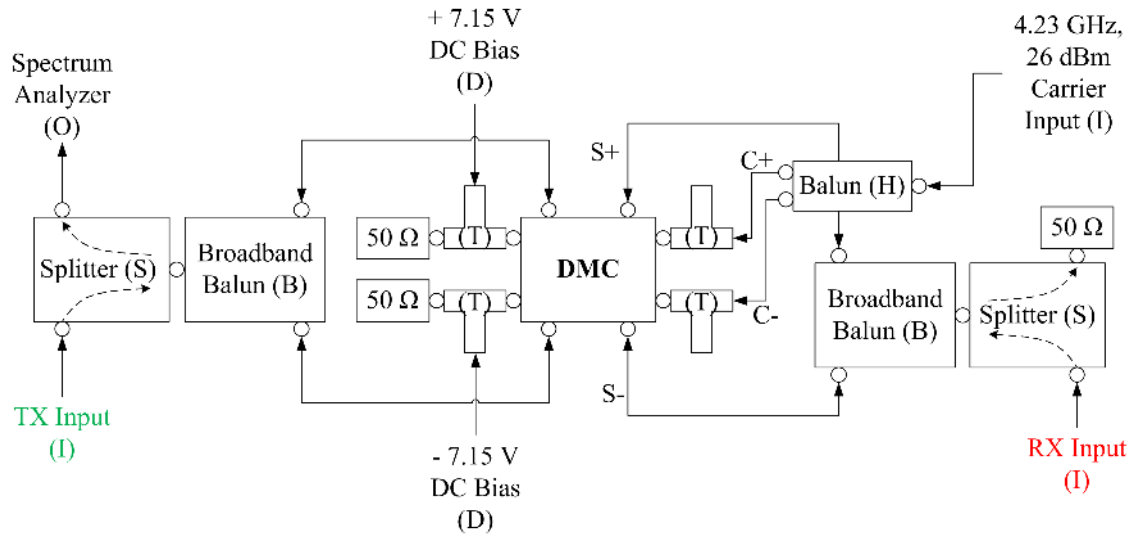 Spectrum
Analyzer
(O)
+ 7.15 V
DC Bias
(D)
4.23 GHz,
26 dBm
Carrier
Input (I)
S+
C+
Balun (H)
50 Ω
(T)
(T)
50 Ω
Splitter (S)
Broadband
Balun (B)
DMC
50 Ω
(T)
(T)
C-
Broadband
Balun (B)
Splitter (S)
S-
TX Input
(I)
- 7.15 V
DC Bias
(D)
RX Input
(I)